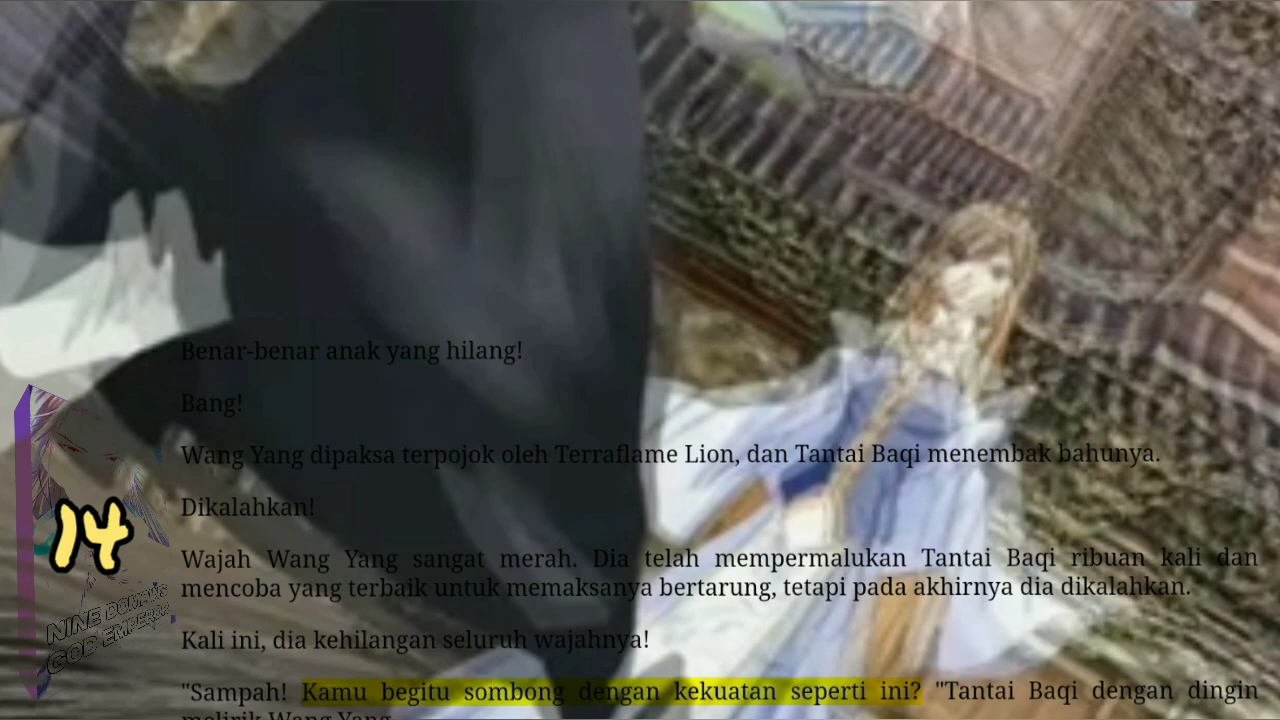 Benar-benar anak yang hilang!
Bang!
Wang Yang dipaksa terpojok oleh Terraflame Lion, dan Tantai Baqi menembak bahunya.
Dikalahkan!
Wajah Wang Yang sangat merah. Dia telah mempermalukan Tantai Baqi ribuan kali dan
mencoba yang terbaik untuk memaksanya bertarung, tetapi pada akhirnya dia dikalahkan.
Kali ini, dia kehilangan seluruh wajahnya!
"Sampah! Kamu begitu sombong dengan kekuatan seperti ini? "Tantai Baqi dengan dingin
melirik Wang Yang.
14
NINE DOMAINS
GOD EMPEROR